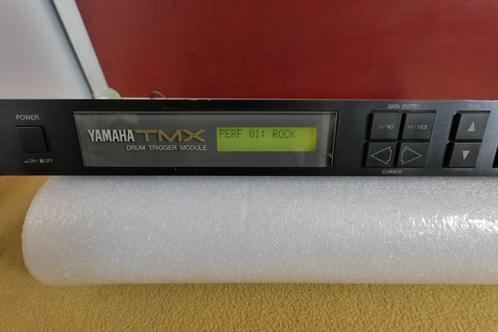 POWER
▃ON / ▙OFF
YAMAHA TMX
DRUM TRIGGER MODULE
PERF 01: ROCK
DATA ENTRY
-1/NO
+1/YES
CURSOR